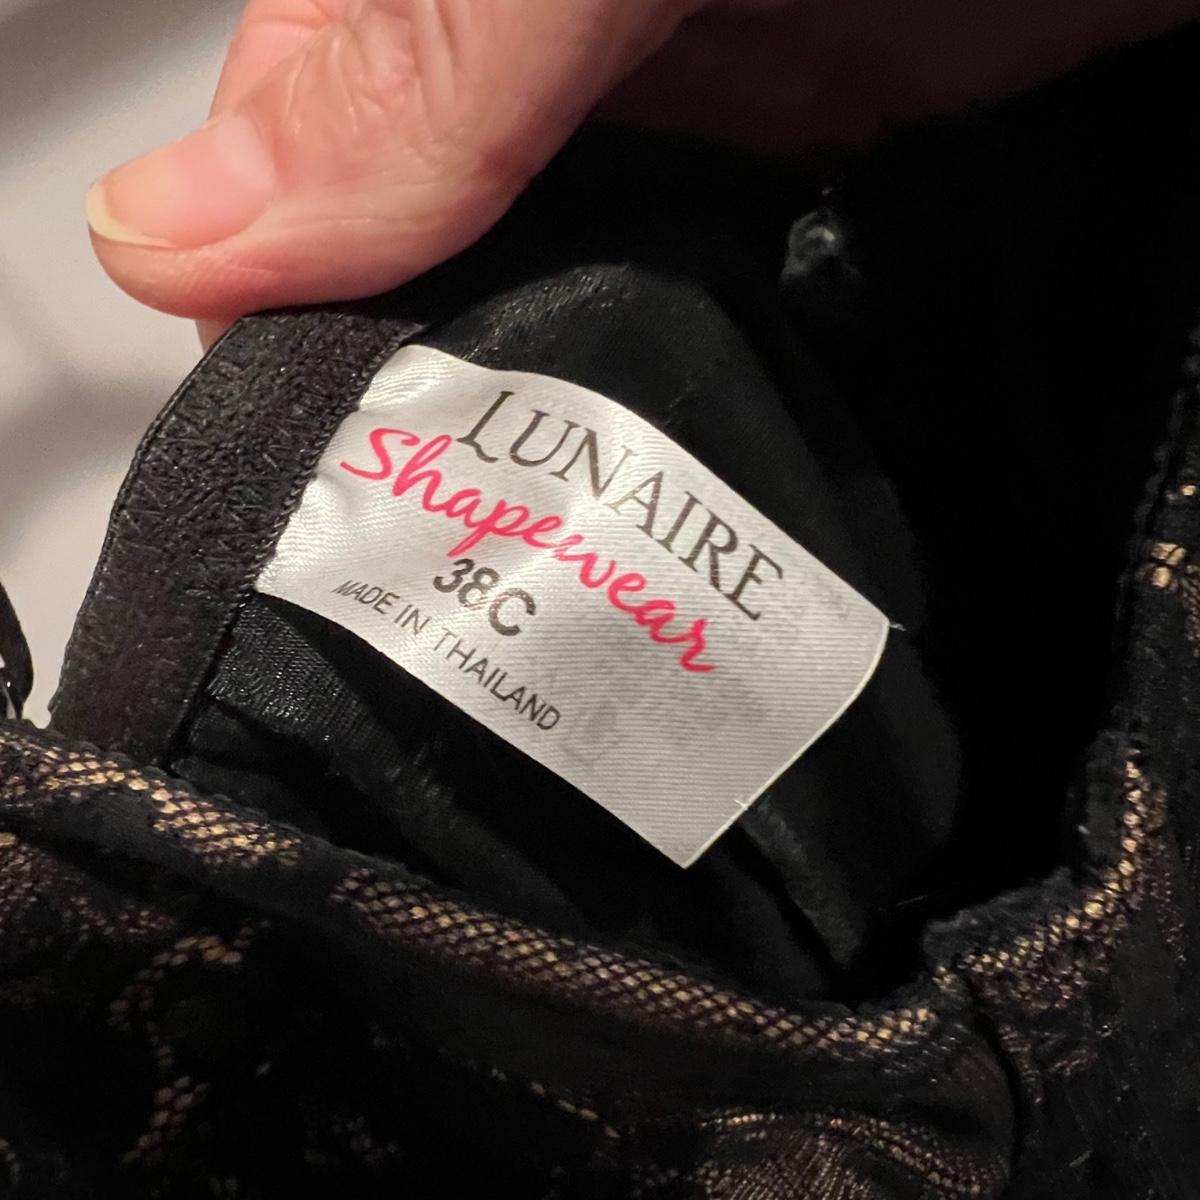 LUNAIRE
Shapewear
38C
MADE IN THAILAND